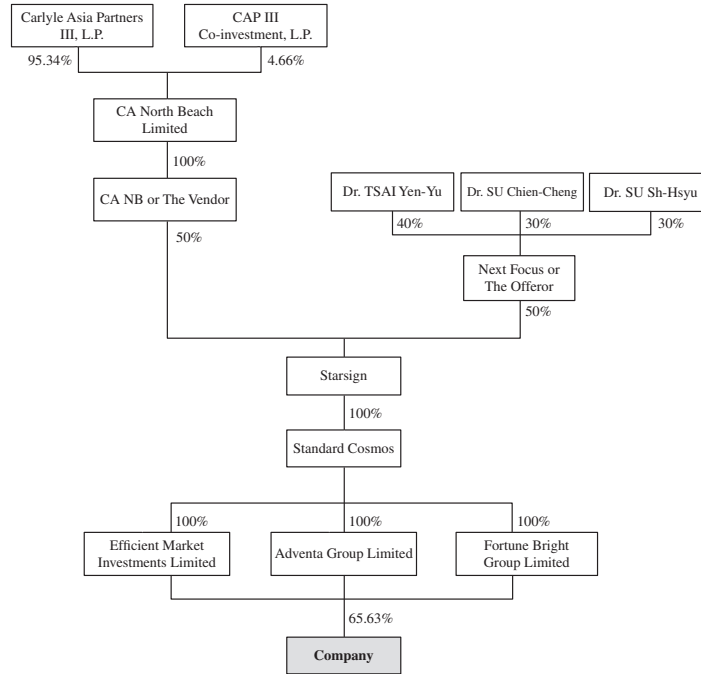 Carlyle Asia Partners
III, L.P.
CAP III
Co-investment, L.P.
95.34%
4.66%
CA North Beach
Limited
100%
CA NB or The Vendor
50%
Dr. TSAI Yen-Yu
Dr. SU Chien-Cheng
Dr. SU Sh-Hsyu
40%
30%
30%
Next Focus or
The Offeror
50%
Starsign
100%
Standard Cosmos
100%
100%
100%
Efficient Market
Investments Limited
Adventa Group Limited
Fortune Bright
Group Limited
65.63%
Company